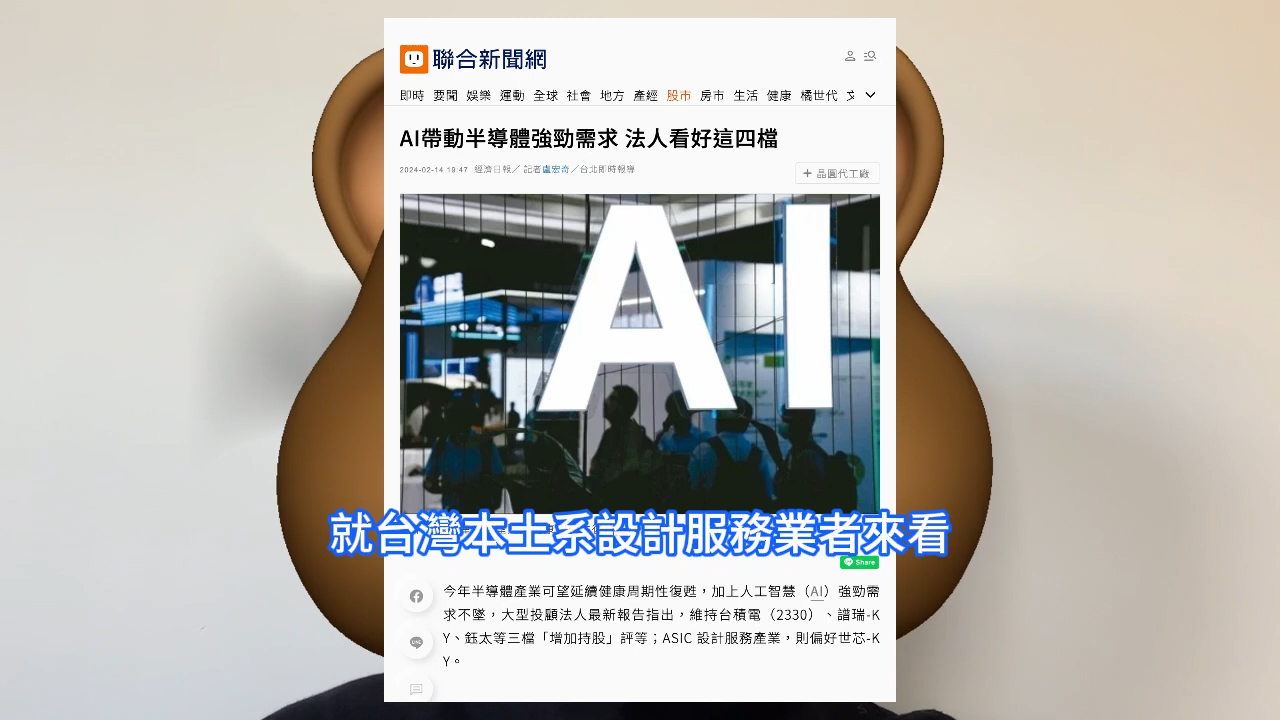 聯合新聞網
即時 要聞 娛樂 運動 全球 社會 地方 產經 股市 房市 生活 健康 橘世代
AI帶動半導體強勁需求 法人看好這四檔
2024-02-14 19:47 經濟日報／ 記者盧宏奇／台北即時報導
+ 晶圓代工廠
AI
就台灣本土系設計服務業者來看
Share
今年半導體產業可望延續健康周期性復甦，加上人工智慧（AI）強勁需
求不墜，大型投顧法人最新報告指出，維持台積電（2330）、譜瑞-K
Y、鈺太等三檔「增加持股」評等；ASIC 設計服務產業，則偏好世芯-K
Y。